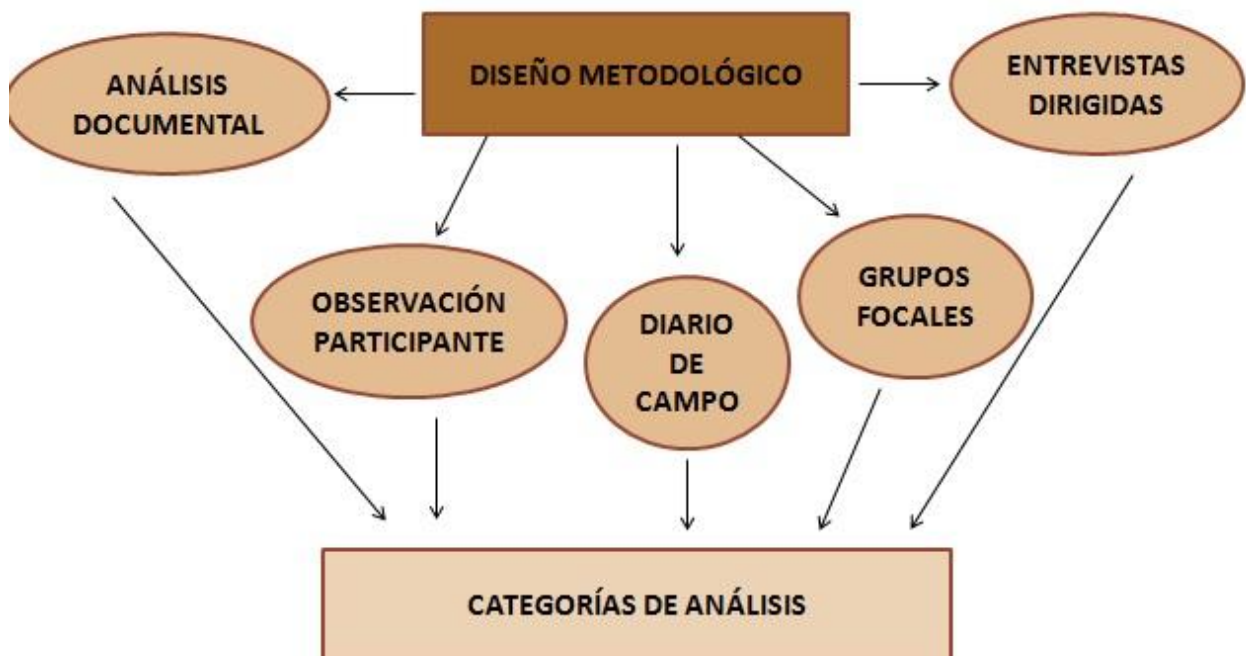 DISEÑO METODOLÓGICO
ANÁLISIS
DOCUMENTAL
ENTREVISTAS
DIRIGIDAS
OBSERVACIÓN
PARTICIPANTE
DIARIO
DE
CAMPO
GRUPOS
FOCALES
CATEGORÍAS DE ANÁLISIS